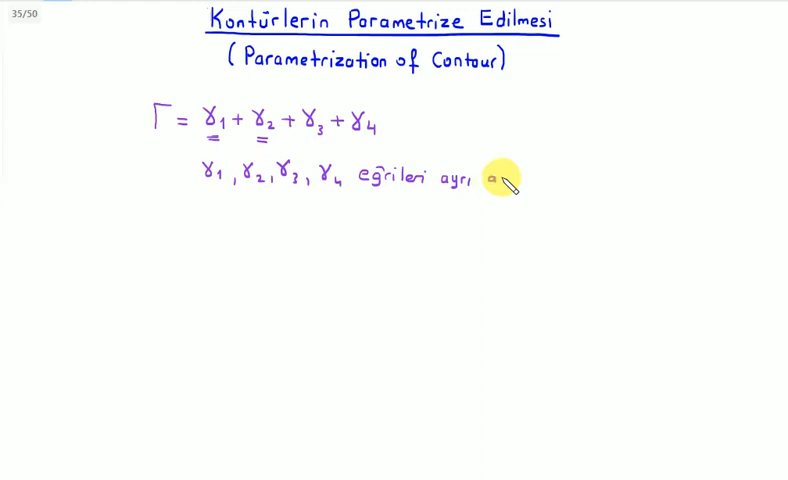 35/50
Kontürlerin Parametrize Edilmesi
(Parametrization of Contour)
Γ = γ1 + γ2 + γ3 + γ4
γ1, γ2, γ3, γ4 eğrileri ayrı a